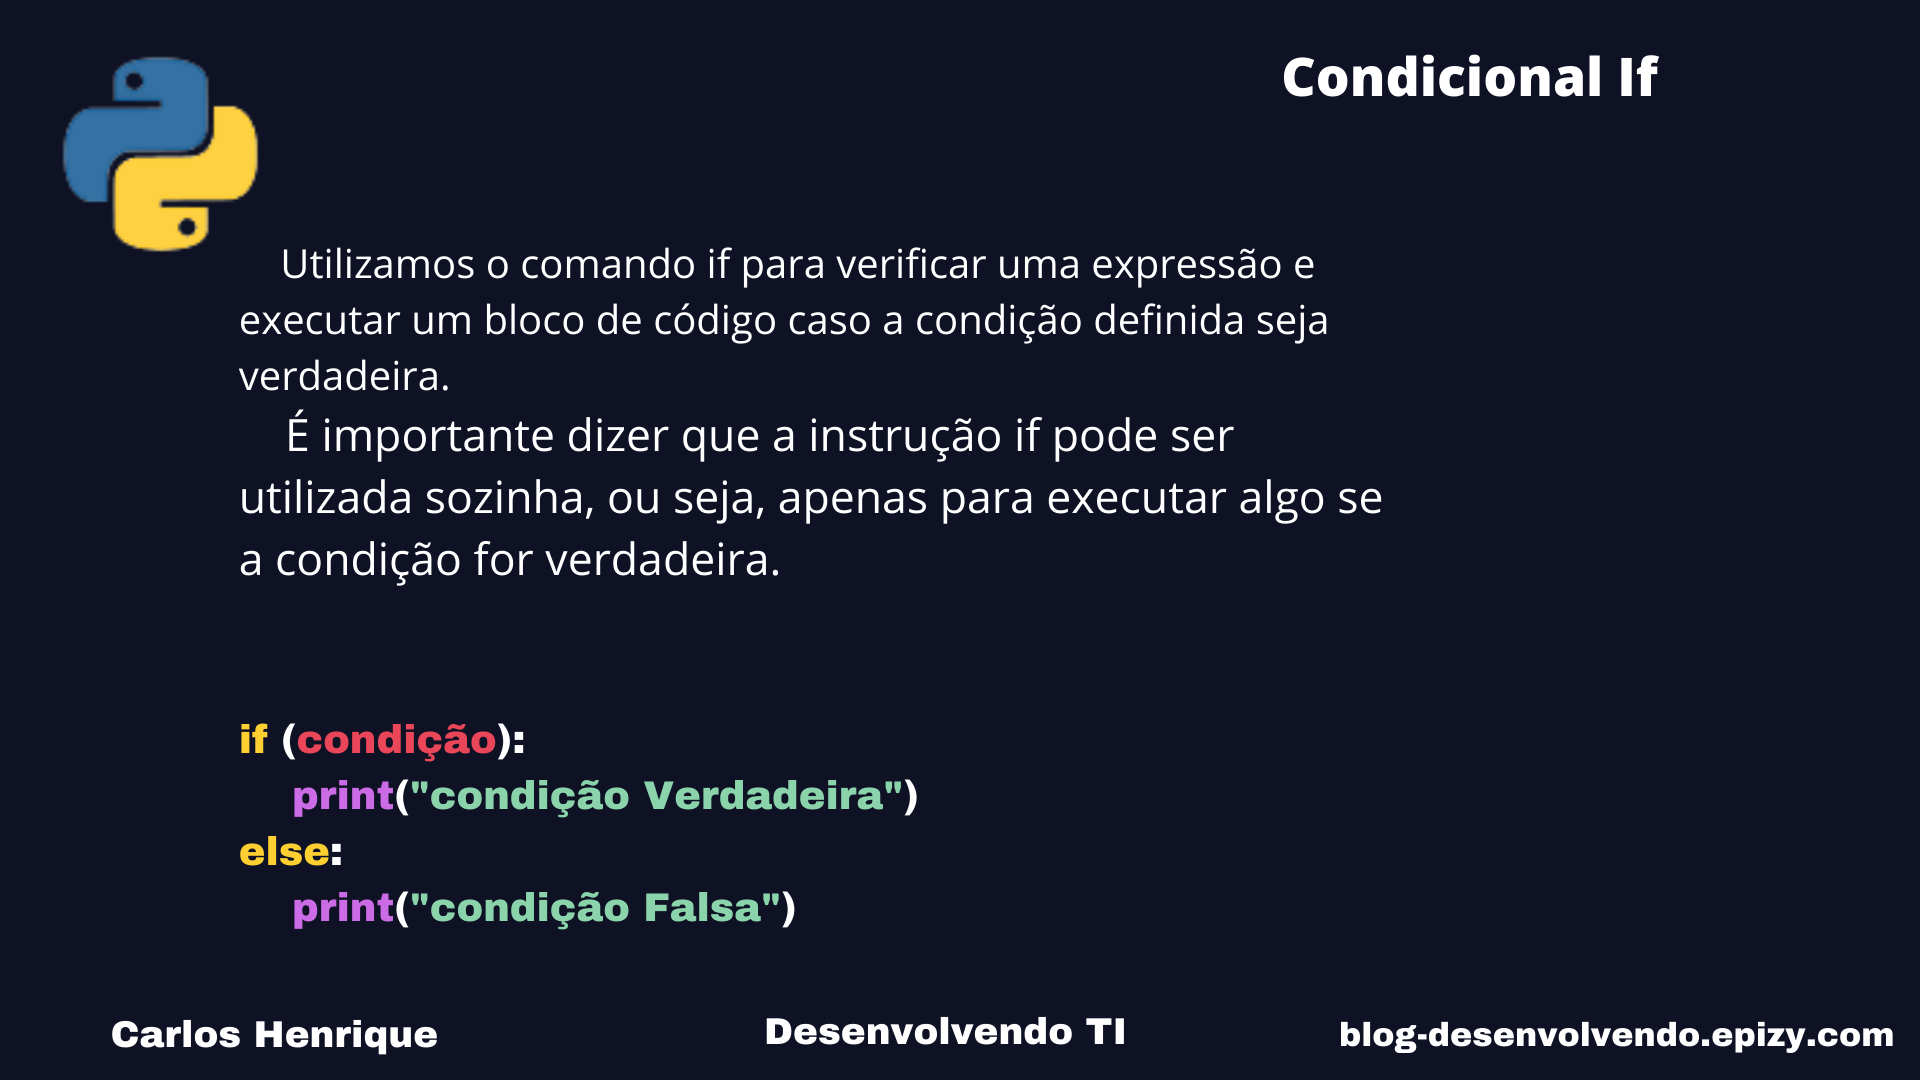 Condicional If
Utilizamos o comando if para verificar uma expressão e
executar um bloco de código caso a condição definida seja
verdadeira.
É importante dizer que a instrução if pode ser
utilizada sozinha, ou seja, apenas para executar algo se
a condição for verdadeira.
if (condição):
    print("condição Verdadeira")
else:
    print("condição Falsa")
Carlos Henrique
Desenvolvendo TI
blog-desenvolvendo.epizy.com